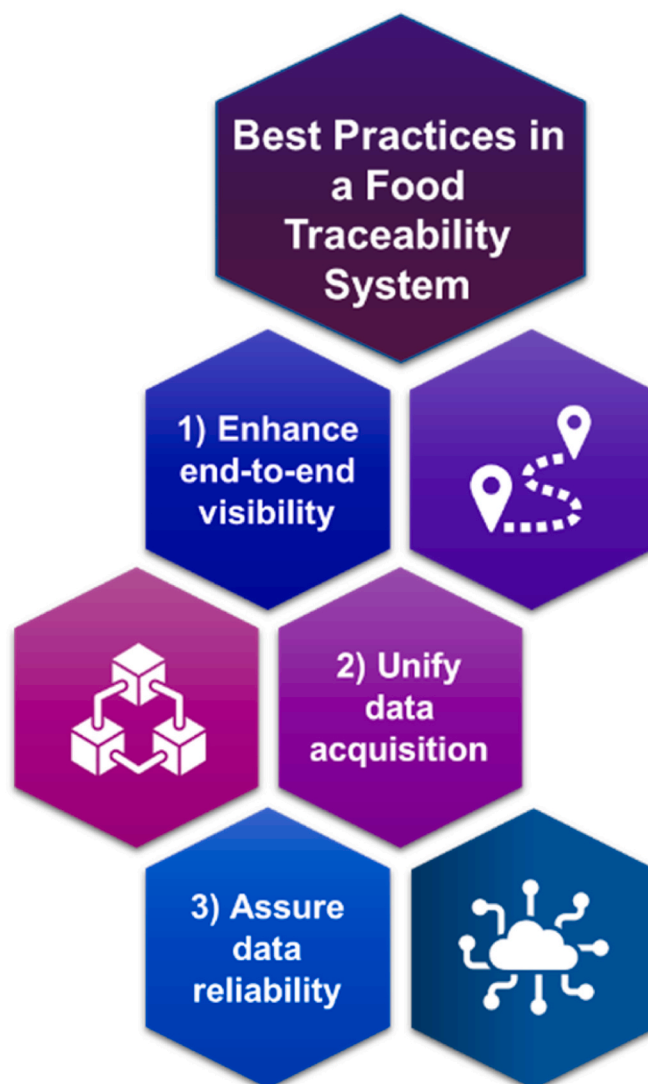 Best Practices in
a Food
Traceability
System
1) Enhance
end-to-end
visibility
2) Unify
data
acquisition
3) Assure
data
reliability